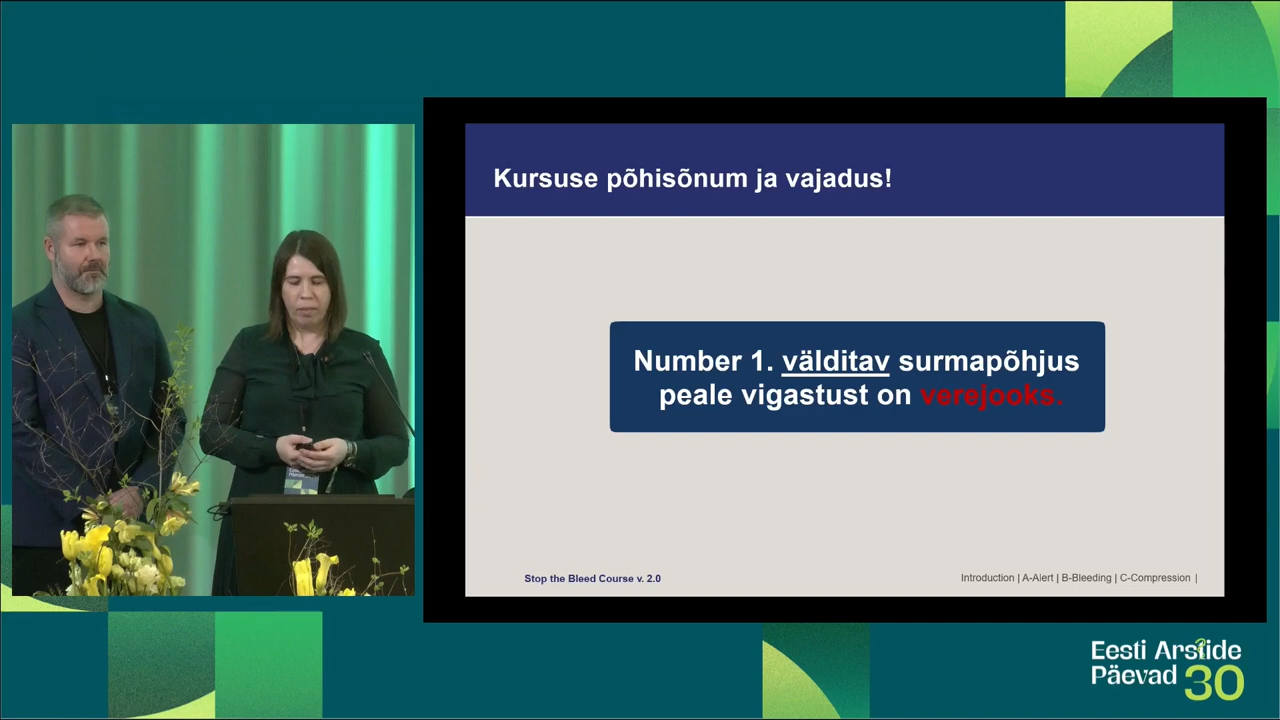 Kursuse põhisõnum ja vajadus!
Number 1. välditav surmapõhjus
peale vigastust on verejooks.
Stop the Bleed Course v. 2.0
Introduction | A-Alert | B-Bleeding | C-Compression |
Eesti Arstide
Päevad 30